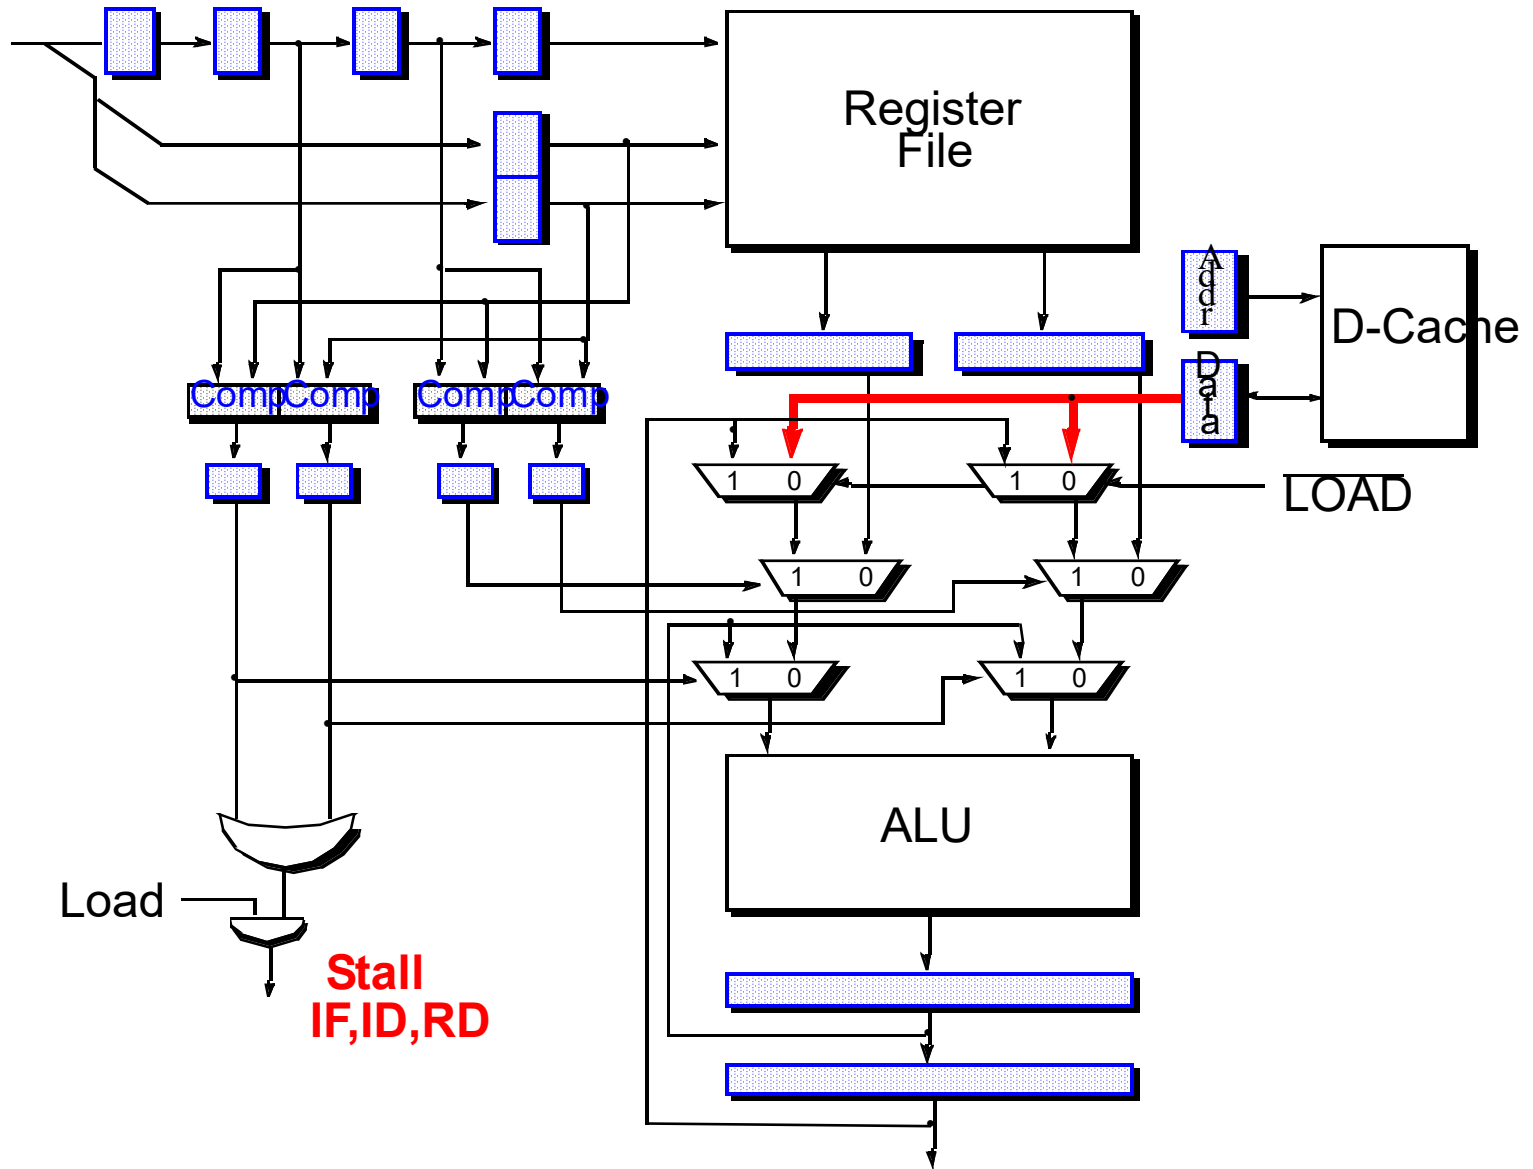 Register
File
Addr
D-Cache
Data
Comp Comp Comp Comp
1 0 1 0
LOAD
1 0 1 0
1 0 1 0
ALU
Load
Stall
IF,ID,RD